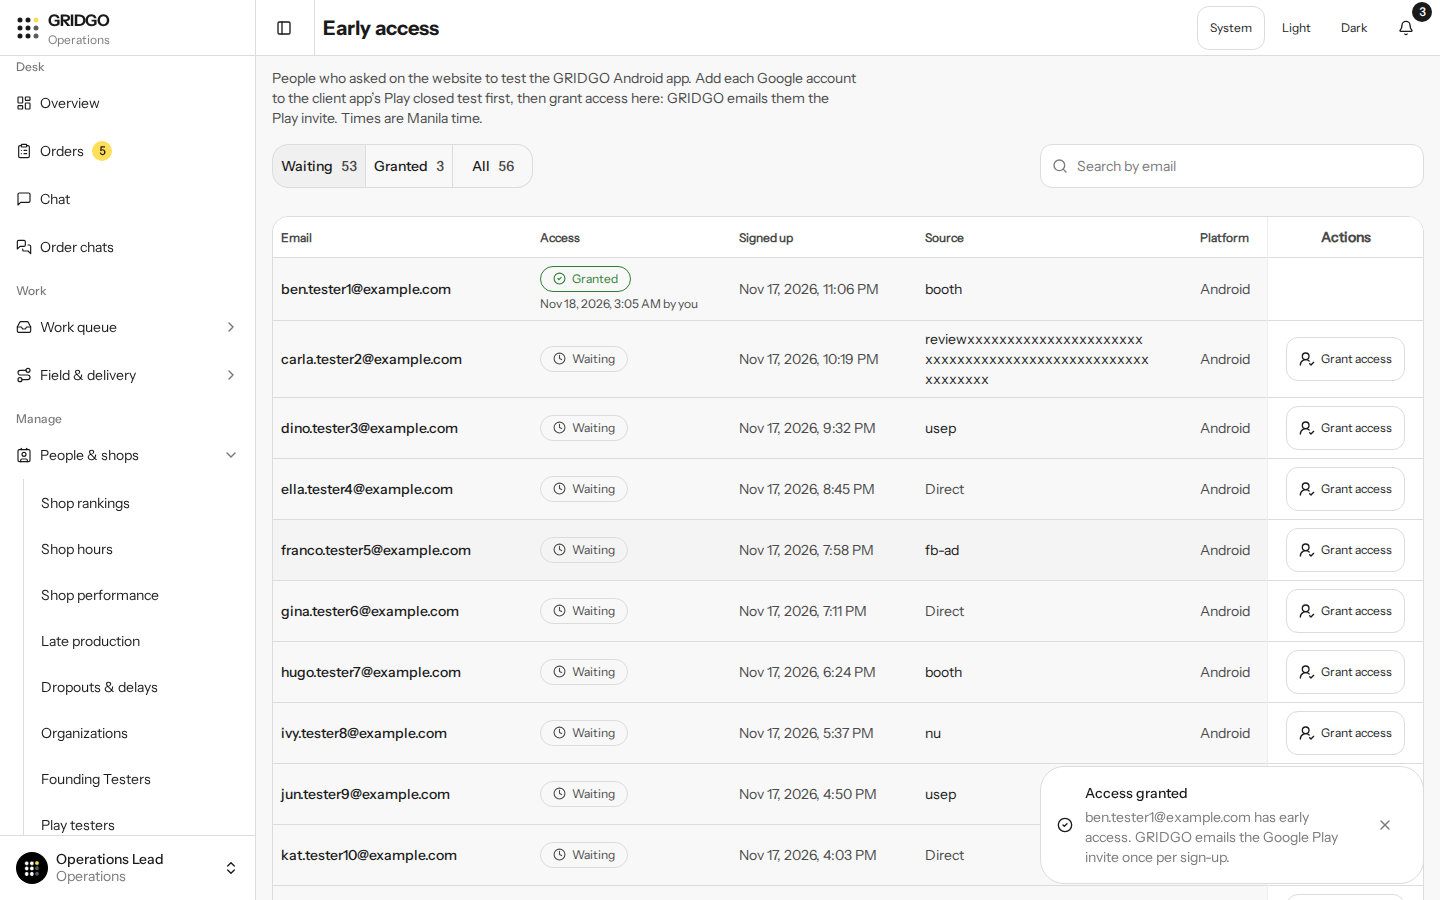 GRIDGO
Operations
Early access
System
Light
Dark
3
Desk
Overview
Orders 5
Chat
Order chats
Work
Work queue
Field & delivery
Manage
People & shops
Shop rankings
Shop hours
Shop performance
Late production
Dropouts & delays
Organizations
Founding Testers
Play testers
Operations Lead
Operations
People who asked on the website to test the GRIDGO Android app. Add each Google account
to the client app's Play closed test first, then grant access here: GRIDGO emails them the
Play invite. Times are Manila time.
Waiting 53 Granted 3 All 56
Search by email
Email Access Signed up Source Platform Actions
ben.tester1@example.com Granted Nov 17, 2026, 11:06 PM booth Android
Nov 18, 2026, 3:05 AM by you
reviewxxxxxxxxxxxxxxxxxxxxxx
carla.tester2@example.com Waiting Nov 17, 2026, 10:19 PM xxxxxxxxxxxxxxxxxxxxxxxxxxxx Android Grant access
xxxxxxxx
dino.tester3@example.com Waiting Nov 17, 2026, 9:32 PM usep Android Grant access
ella.tester4@example.com Waiting Nov 17, 2026, 8:45 PM Direct Android Grant access
franco.tester5@example.com Waiting Nov 17, 2026, 7:58 PM fb-ad Android Grant access
gina.tester6@example.com Waiting Nov 17, 2026, 7:11 PM Direct Android Grant access
hugo.tester7@example.com Waiting Nov 17, 2026, 6:24 PM booth Android Grant access
ivy.tester8@example.com Waiting Nov 17, 2026, 5:37 PM nu Android Grant access
jun.tester9@example.com Waiting Nov 17, 2026, 4:50 PM usep
kat.tester10@example.com Waiting Nov 17, 2026, 4:03 PM Direct
Access granted
ben.tester1@example.com has early
access. GRIDGO emails the Google Play
invite once per sign-up.